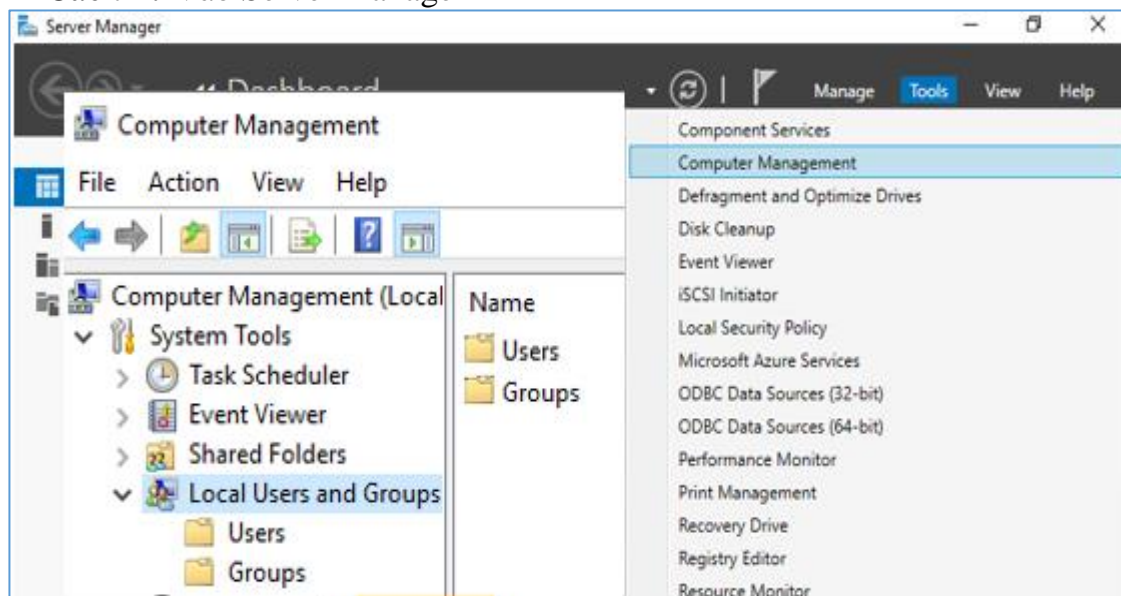 Server Manager
Dashboard
Manage Tools View Help
Computer Management
File Action View Help
Computer Management (Local
System Tools
Task Scheduler
Event Viewer
Shared Folders
Local Users and Groups
Users
Groups
Name
Users
Groups
Component Services
Computer Management
Defragment and Optimize Drives
Disk Cleanup
Event Viewer
iSCSI Initiator
Local Security Policy
Microsoft Azure Services
ODBC Data Sources (32-bit)
ODBC Data Sources (64-bit)
Performance Monitor
Print Management
Recovery Drive
Registry Editor
Resource Monitor